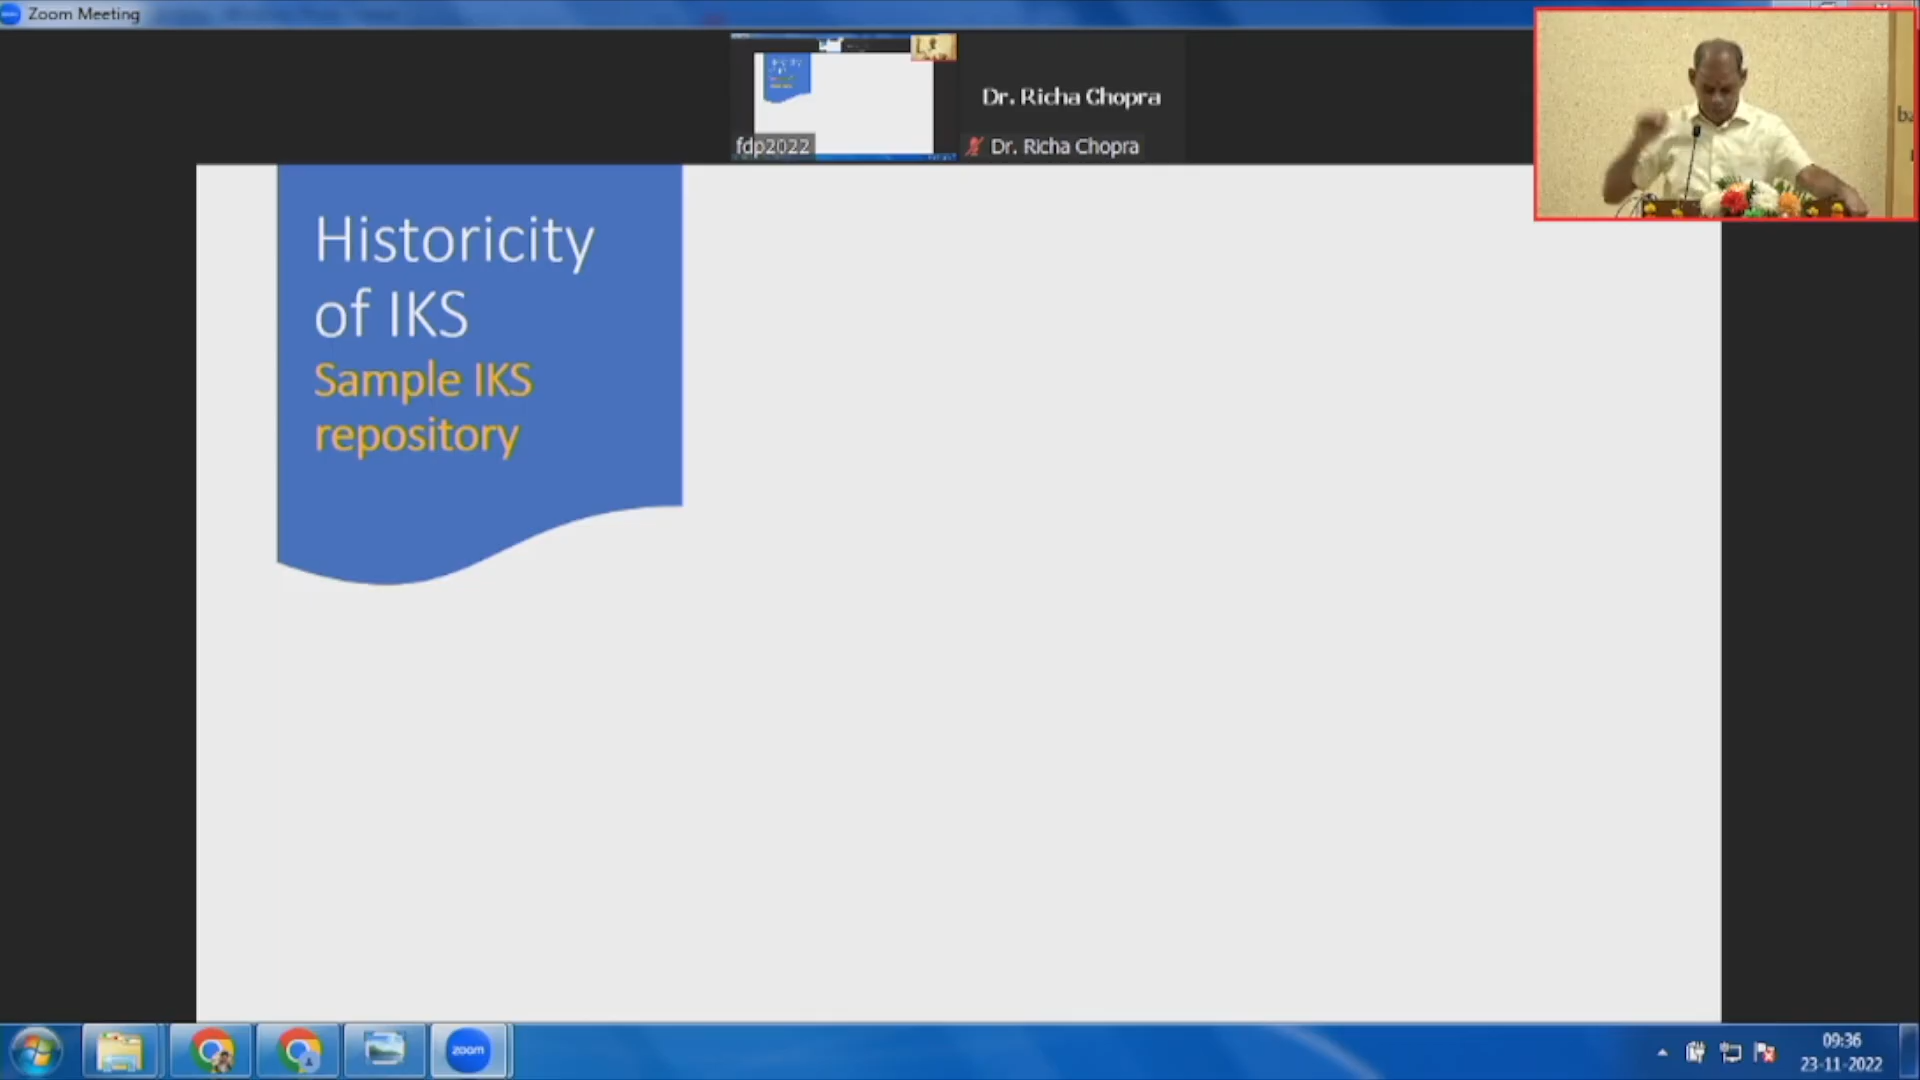 Zoom Meeting
fdp2022
Dr. Richa Chopra
Dr. Richa Chopra
Historicity
of IKS
Sample IKS
repository
zoom
09:36
23-11-2022